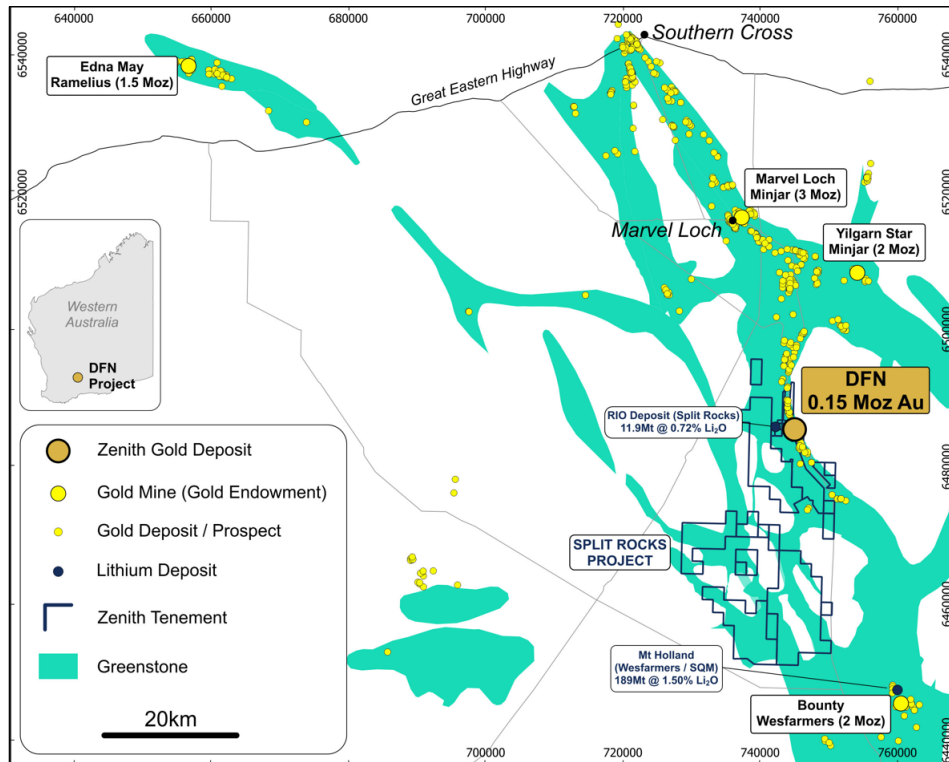 640000
660000
680000
700000
720000
740000
760000
6540000
6540000
Southern Cross
Edna May
Ramelius (1.5 Moz)
Great Eastern Highway
Marvel Loch
Minjar (3 Moz)
6520000
6520000
Marvel Loch
Yilgarn Star
Minjar (2 Moz)
Western
Australia
DFN
Project
6500000
DFN
0.15 Moz Au
RIO Deposit (Split Rocks)
11.9Mt @ 0.72% Li₂O
Zenith Gold Deposit
Gold Mine (Gold Endowment)
Gold Deposit / Prospect
Lithium Deposit
Zenith Tenement
Greenstone
20km
6480000
SPLIT ROCKS
PROJECT
6460000
Mt Holland
(Wesfarmers / SQM)
189Mt @ 1.50% Li₂O
Bounty
Wesfarmers (2 Moz)
6440000
700000
720000
740000
760000